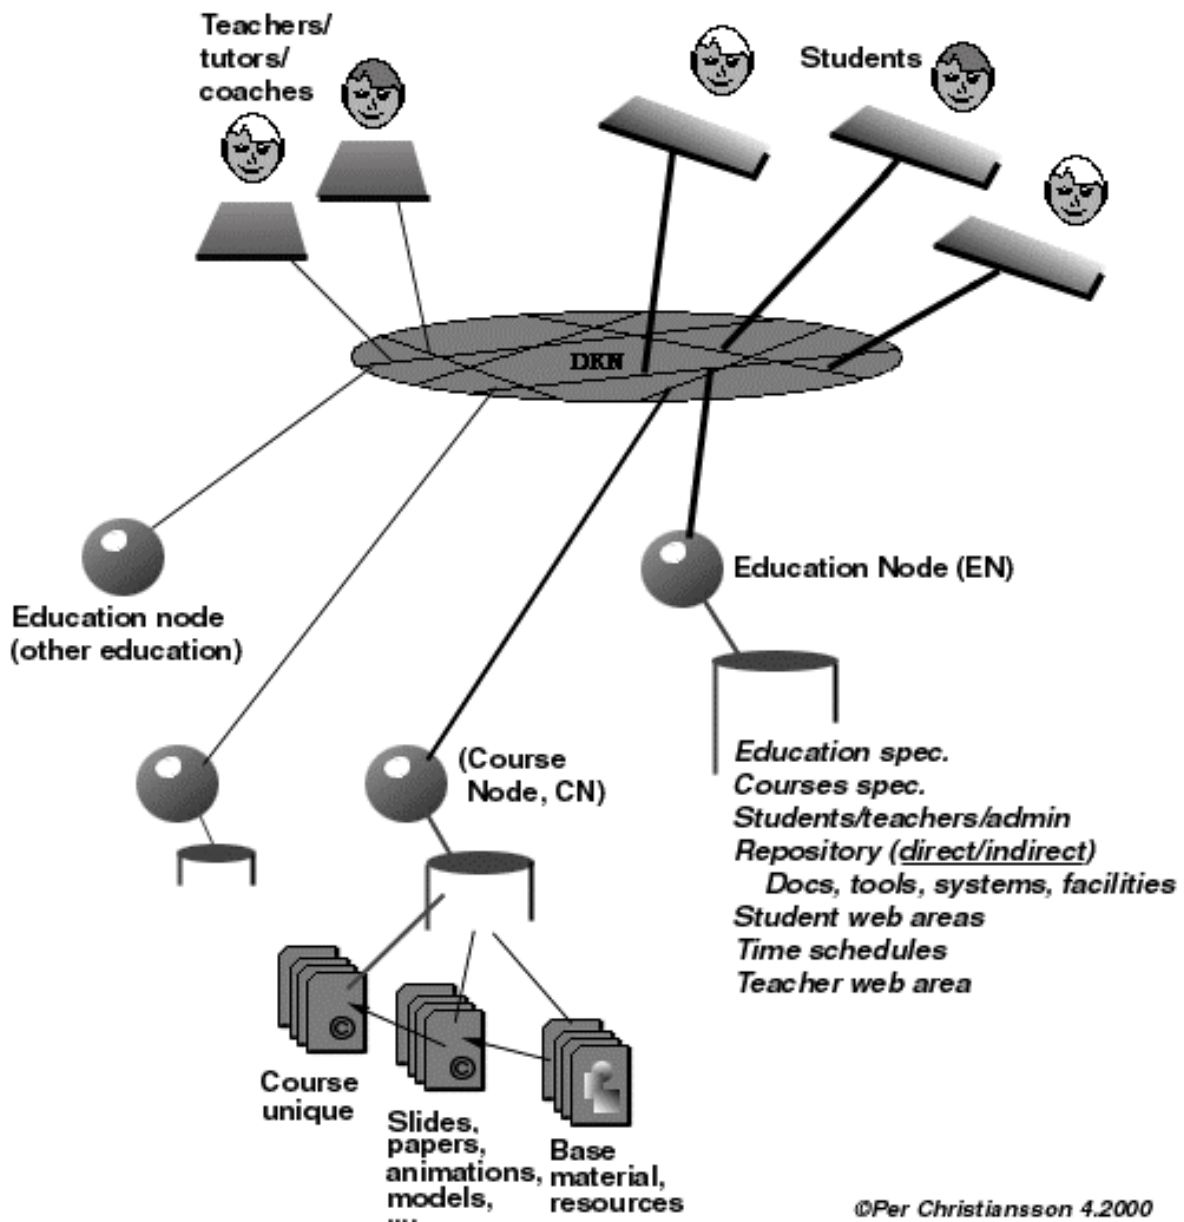 Teachers/
tutors/
coaches
Students
DKN
Education Node (EN)
Education node
(other education)
(Course
Node, CN)
Education spec.
Courses spec.
Students/teachers/admin
Repository (direct/indirect)
Docs, tools, systems, facilities
Student web areas
Time schedules
Teacher web area
©
©
Course
unique
Slides,
papers,
animations,
models,
Base
material,
resources
©Per Christiansson 4.2000